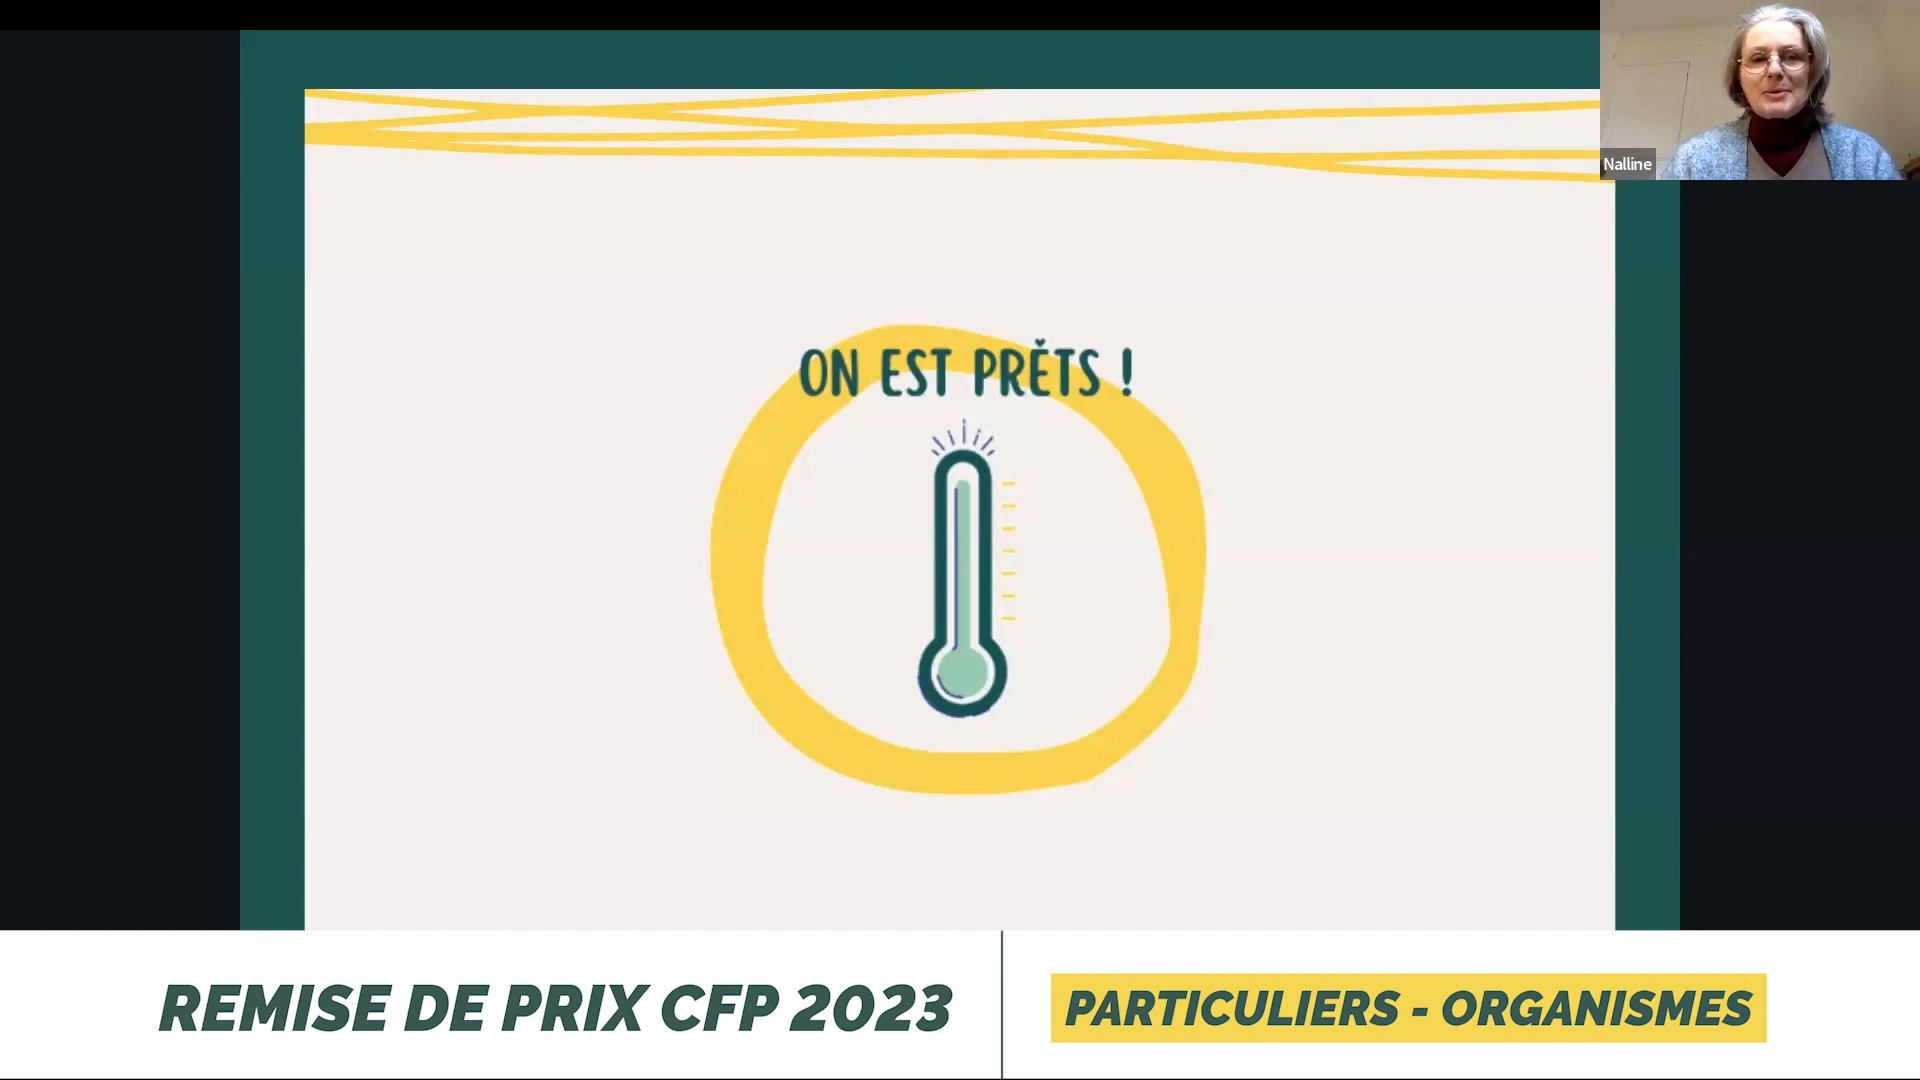 Nalline
ON EST PRÊTS !
REMISE DE PRIX CFP 2023
PARTICULIERS - ORGANISMES